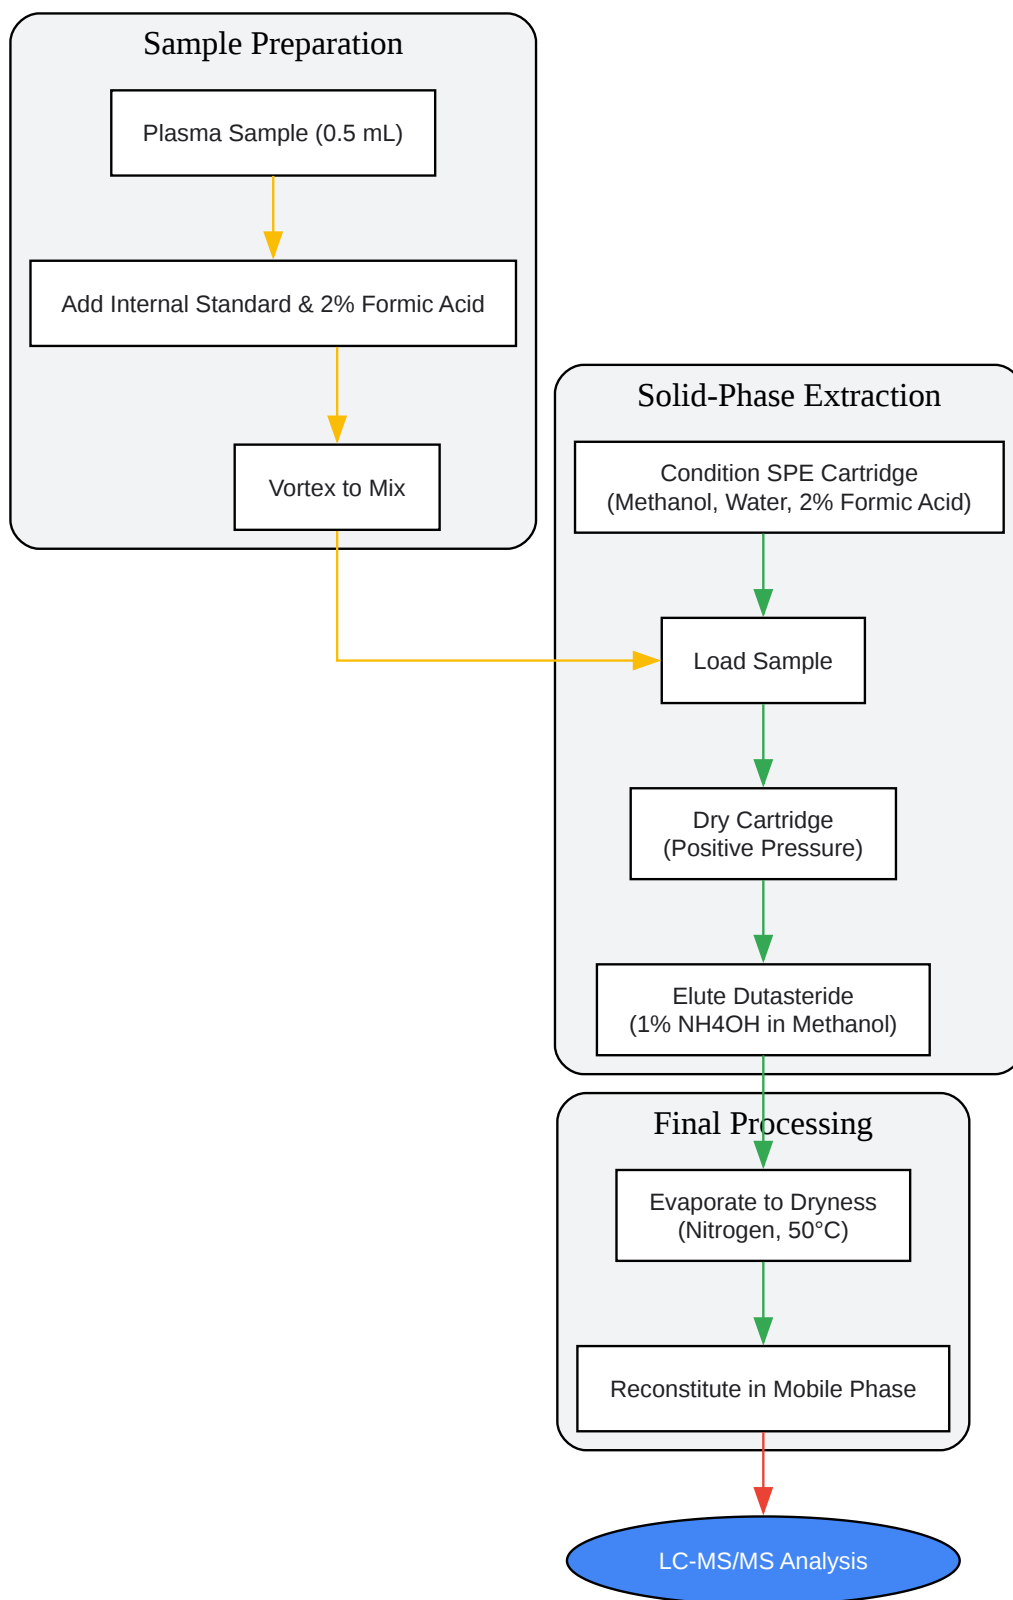 Sample Preparation
Plasma Sample (0.5 mL)
Add Internal Standard & 2% Formic Acid
Vortex to Mix
Solid-Phase Extraction
Condition SPE Cartridge
(Methanol, Water, 2% Formic Acid)
Load Sample
Dry Cartridge
(Positive Pressure)
Elute Dutasteride
(1% NH4OH in Methanol)
Final Processing
Evaporate to Dryness
(Nitrogen, 50°C)
Reconstitute in Mobile Phase
LC-MS/MS Analysis